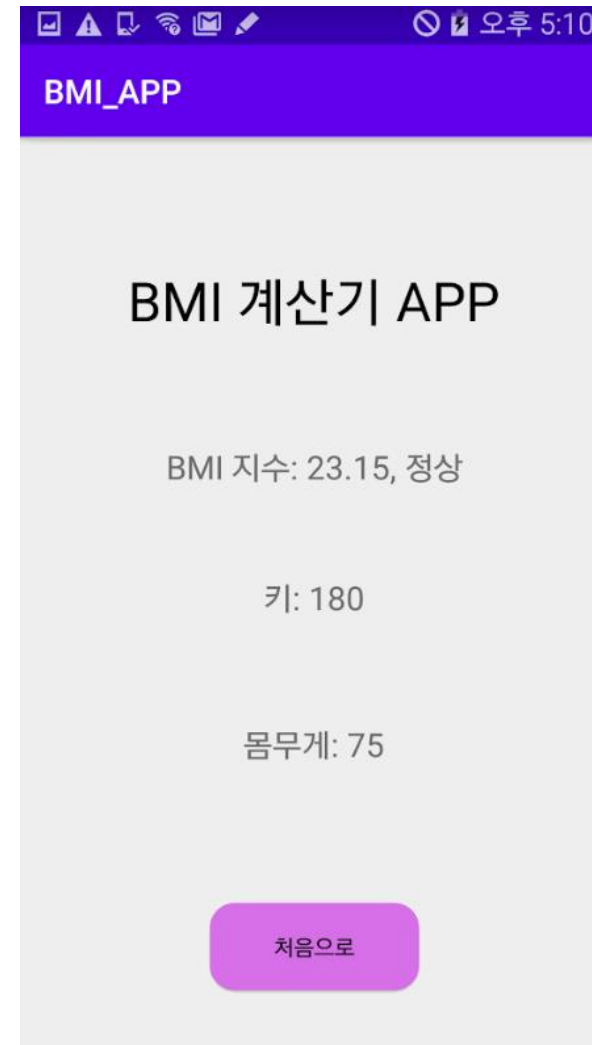 오후 5:10
BMI_APP
BMI 계산기 APP
BMI 지수: 23.15, 정상
키: 180
몸무게: 75
처음으로